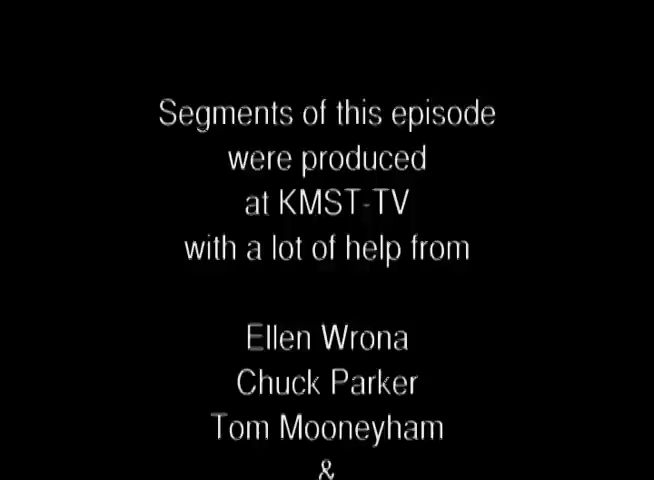 Segments of this episode
were produced
at KMST-TV
with a lot of help from
Ellen Wrona
Chuck Parker
Tom Mooneyham
&